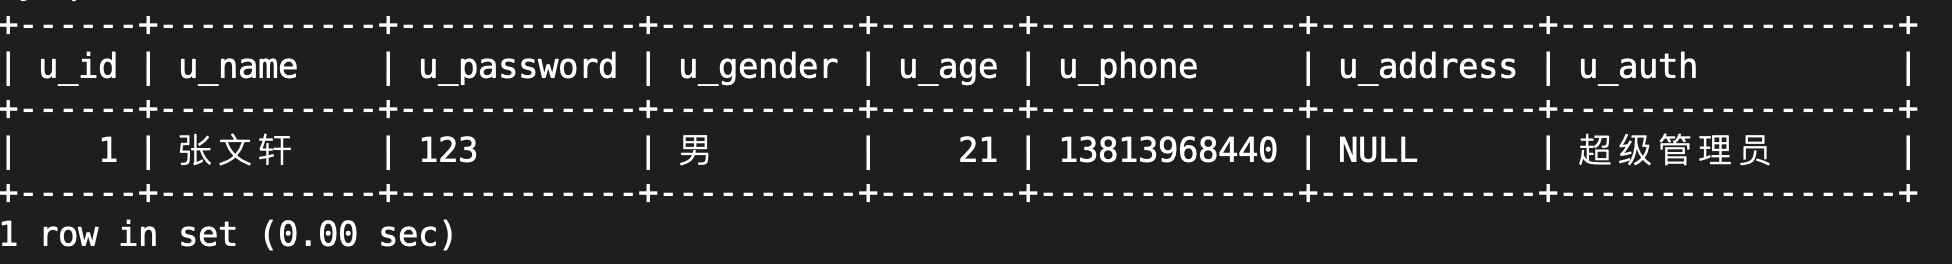 +------+-----------+------------+----------+-------+-------------+-----------+-----------------+
| u_id | u_name    | u_password | u_gender | u_age | u_phone     | u_address | u_auth          |
+------+-----------+------------+----------+-------+-------------+-----------+-----------------+
|    1 | 张文轩    | 123        | 男       |    21 | 13813968440 | NULL      | 超级管理员      |
+------+-----------+------------+----------+-------+-------------+-----------+-----------------+
1 row in set (0.00 sec)